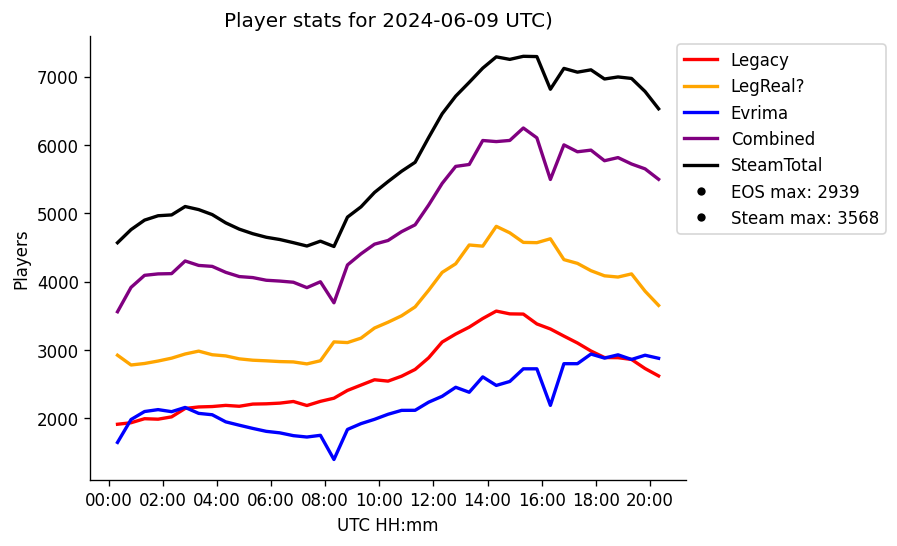 Player stats for 2024-06-09 UTC)
Legacy
LegReal?
Evrima
Combined
SteamTotal
EOS max: 2939
Steam max: 3568
Players
7000
6000
5000
4000
3000
2000
00:00 02:00 04:00 06:00 08:00 10:00 12:00 14:00 16:00 18:00 20:00
UTC HH:mm